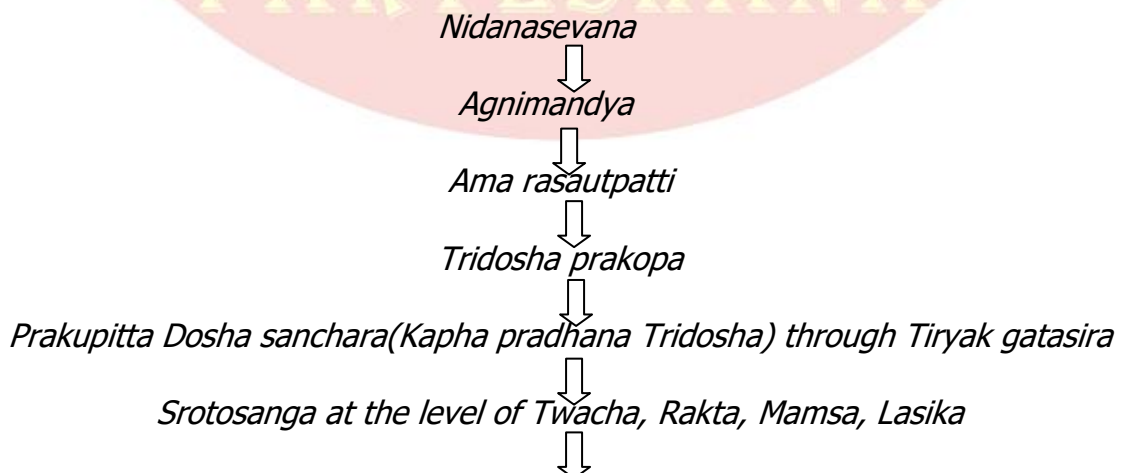 Nidanasevana
Agnimandya
Ama rasautpatti
Tridosha prakopa
Prakupitta Dosha sanchara(Kapha pradhana Tridosha) through Tiryak gatasira
Srotosanga at the level of Twacha, Rakta, Mamsa, Lasika